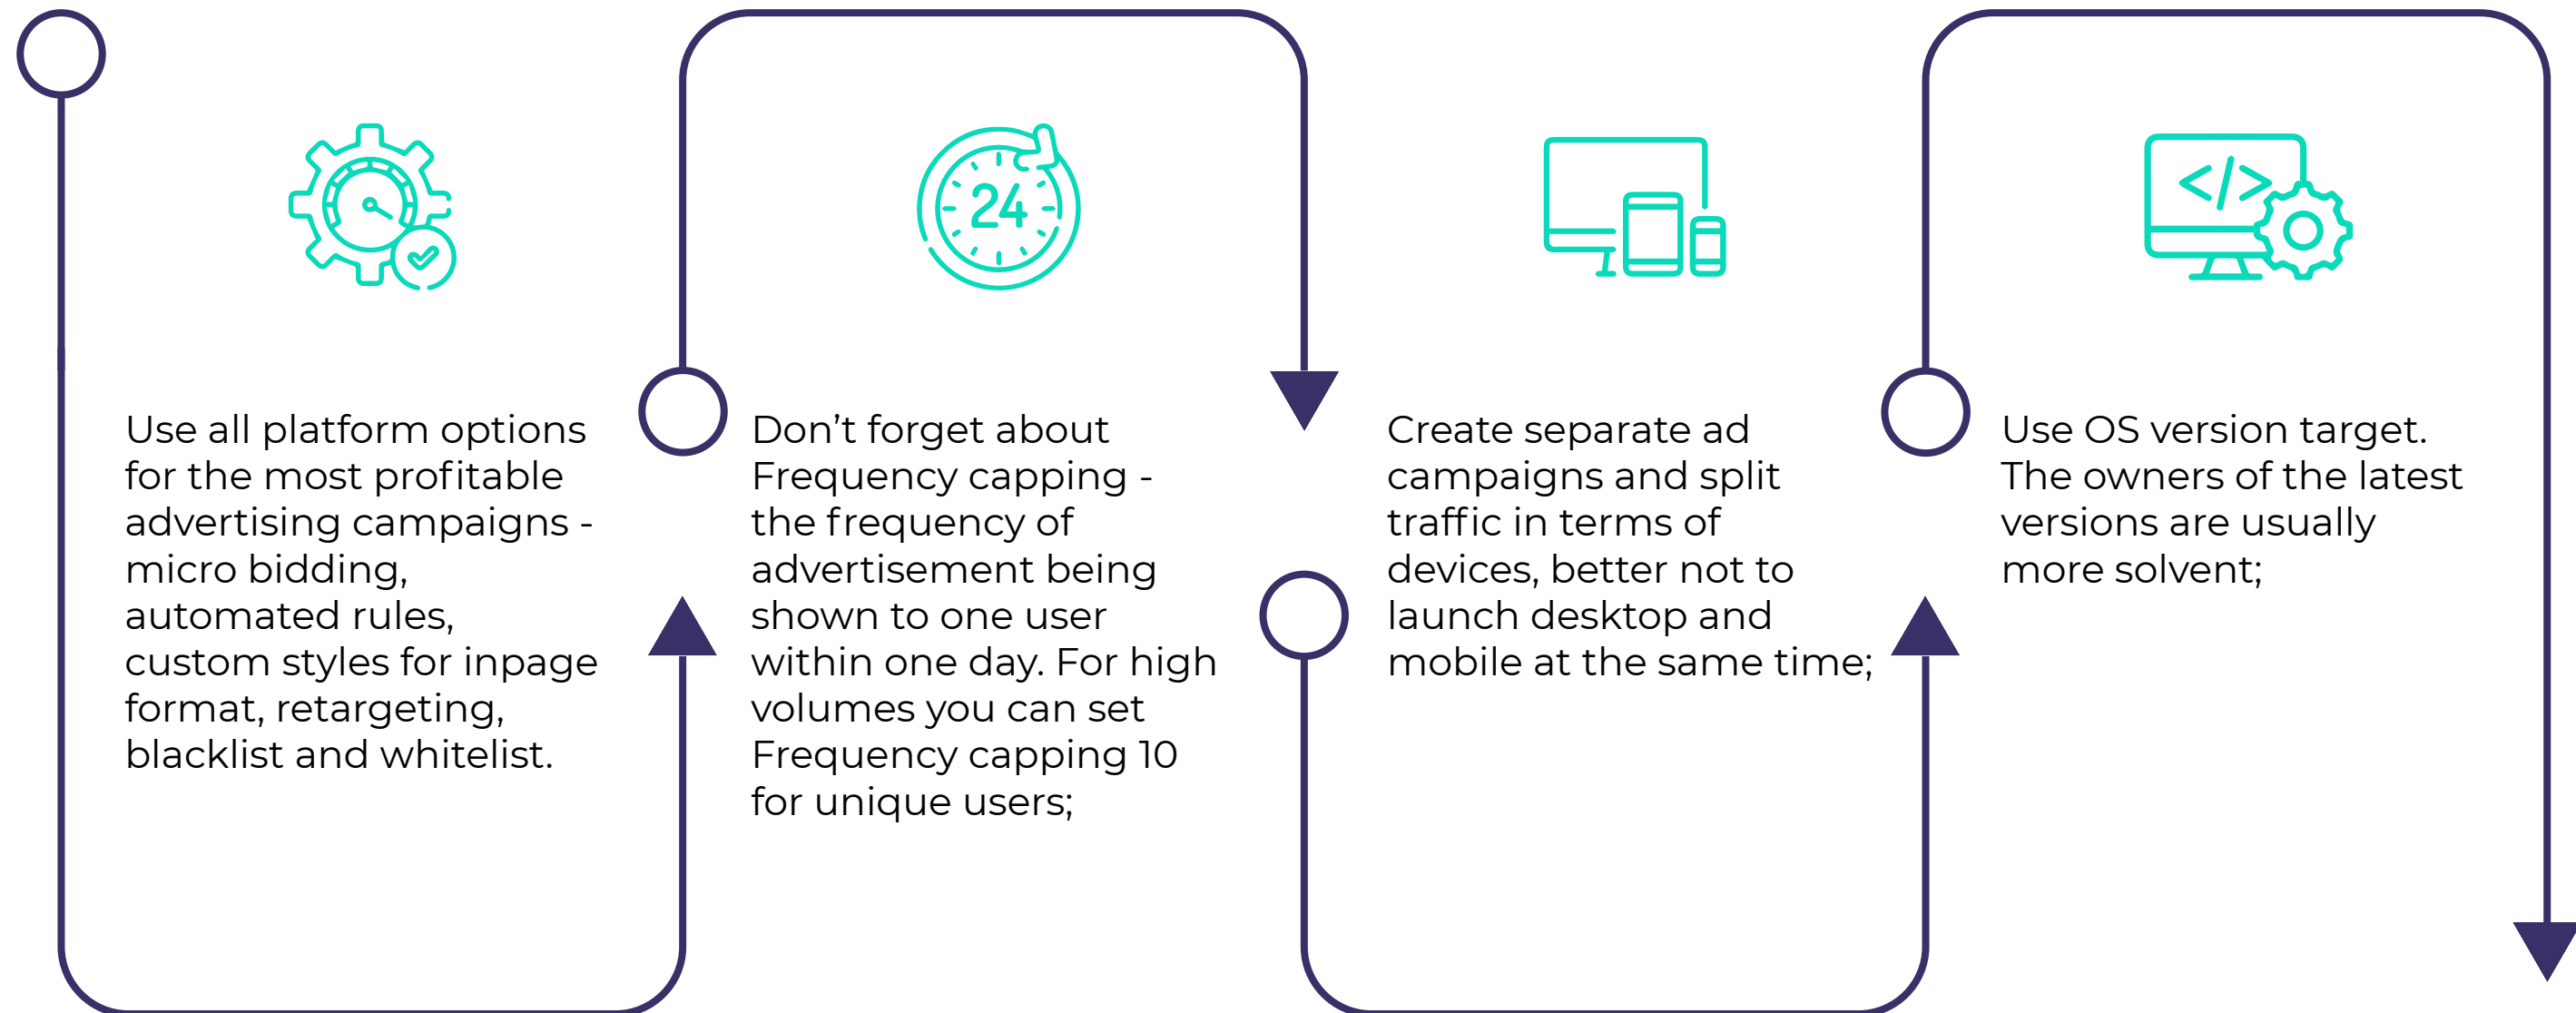 24
</>
Use all platform options
for the most profitable
advertising campaigns -
micro bidding,
automated rules,
custom styles for inpage
format, retargeting,
blacklist and whitelist.
Don’t forget about
Frequency capping -
the frequency of
advertisement being
shown to one user
within one day. For high
volumes you can set
Frequency capping 10
for unique users;
Create separate ad
campaigns and split
traffic in terms of
devices, better not to
launch desktop and
mobile at the same time;
Use OS version target.
The owners of the latest
versions are usually
more solvent;